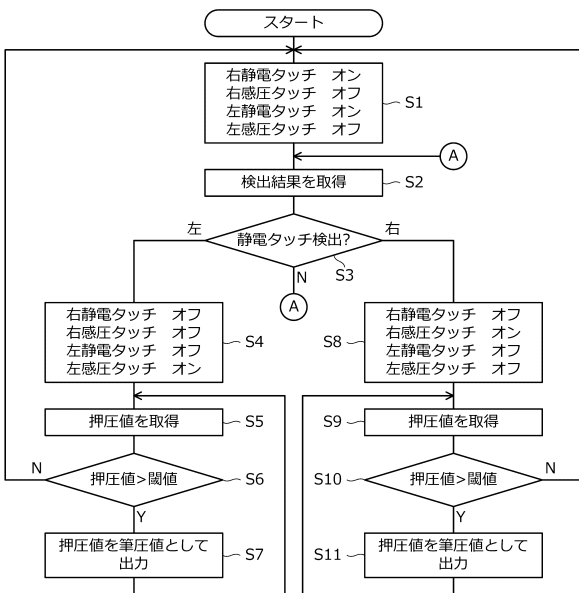 スタート
右静電タッチ オン
右感圧タッチ オフ
左静電タッチ オン
左感圧タッチ オフ
S1
A
検出結果を取得
S2
左
静電タッチ検出?
右
S3
N
A
右静電タッチ オフ
右感圧タッチ オフ
左静電タッチ オフ
左感圧タッチ オン
S4
S8
右静電タッチ オフ
右感圧タッチ オン
左静電タッチ オフ
左感圧タッチ オフ
押圧値を取得
S5
S9
押圧値を取得
N
押圧値>閾値
S6
S10
押圧値>閾値
N
Y
Y
押圧値を筆圧値として
出力
S7
S11
押圧値を筆圧値として
出力